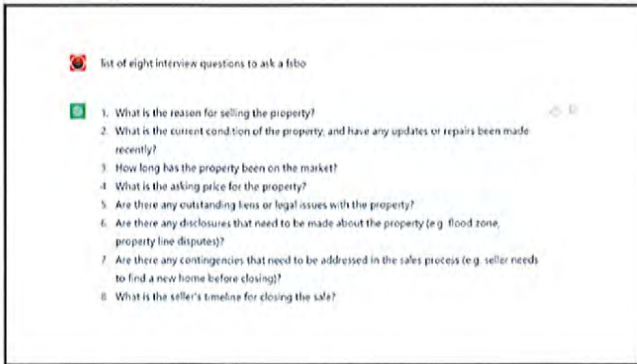 list of eight interview questions to ask a fsbo
1. What is the reason for selling the property?
2. What is the current condition of the property, and have any updates or repairs been made
recently?
3. How long has the property been on the market?
4. What is the asking price for the property?
5. Are there any outstanding liens or legal issues with the property?
6. Are there any disclosures that need to be made about the property (e.g. flood zone,
property line disputes)?
7. Are there any contingencies that need to be addressed in the sales process (e.g. seller needs
to find a new home before closing)?
8. What is the seller's timeline for closing the sale?